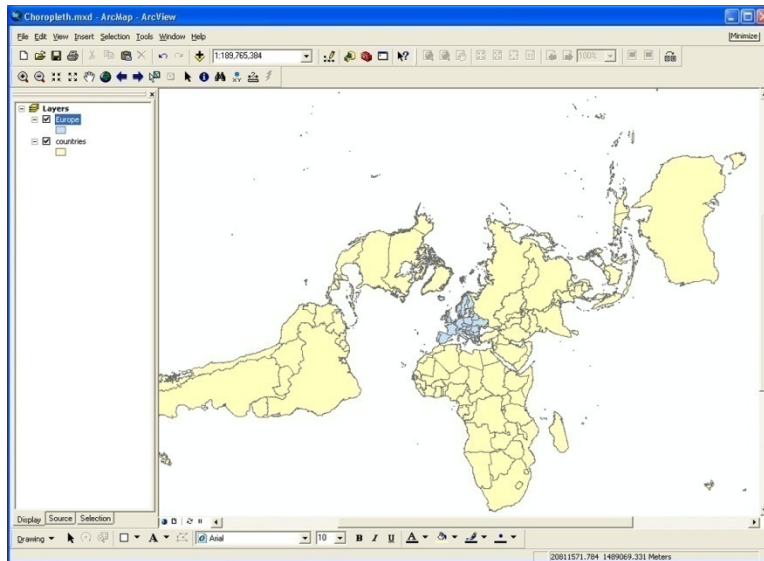 Choropleth.mxd - ArcMap - ArcView
File Edit View Insert Selection Tools Window Help
[Minimize]
1:189,765,384
100%
XY
Layers
Europe
countries
Display Source Selection
Drawing A Arial 10 B I U A
20811571.784 1489069.331 Meters